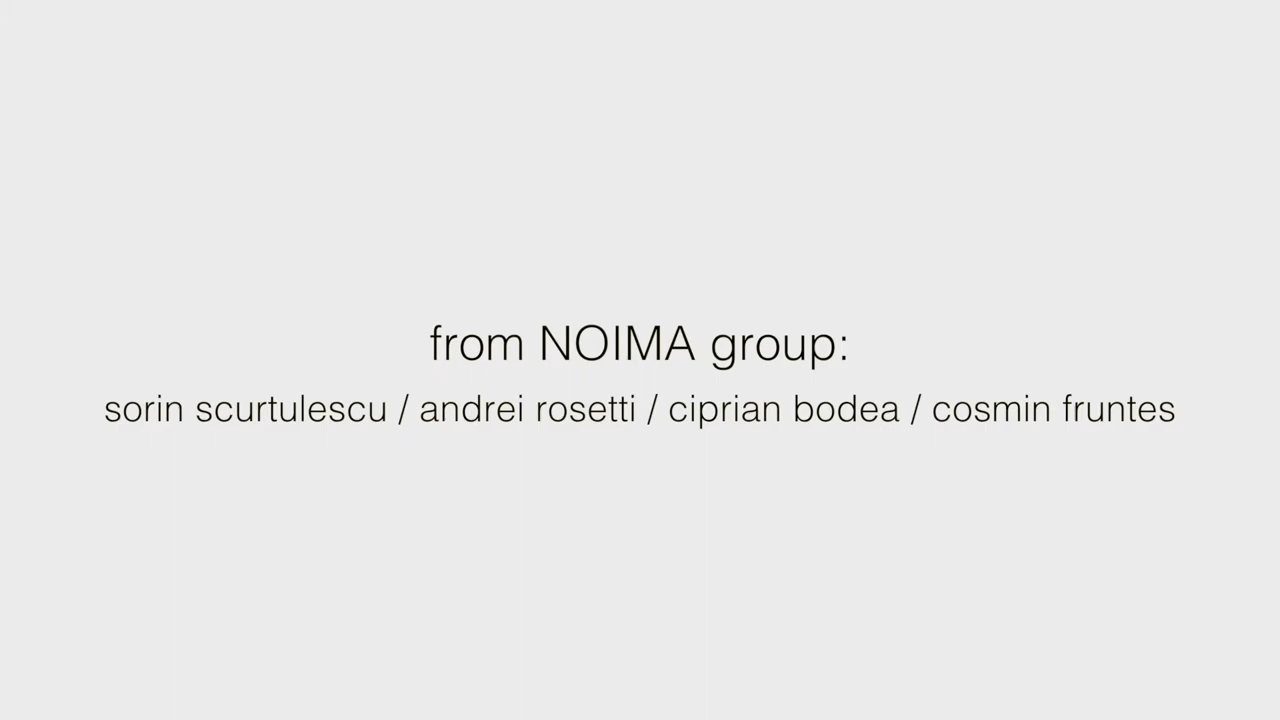 from NOIMA group:
sorin scurtulescu / andrei rosetti / ciprian bodea / cosmin fruntes